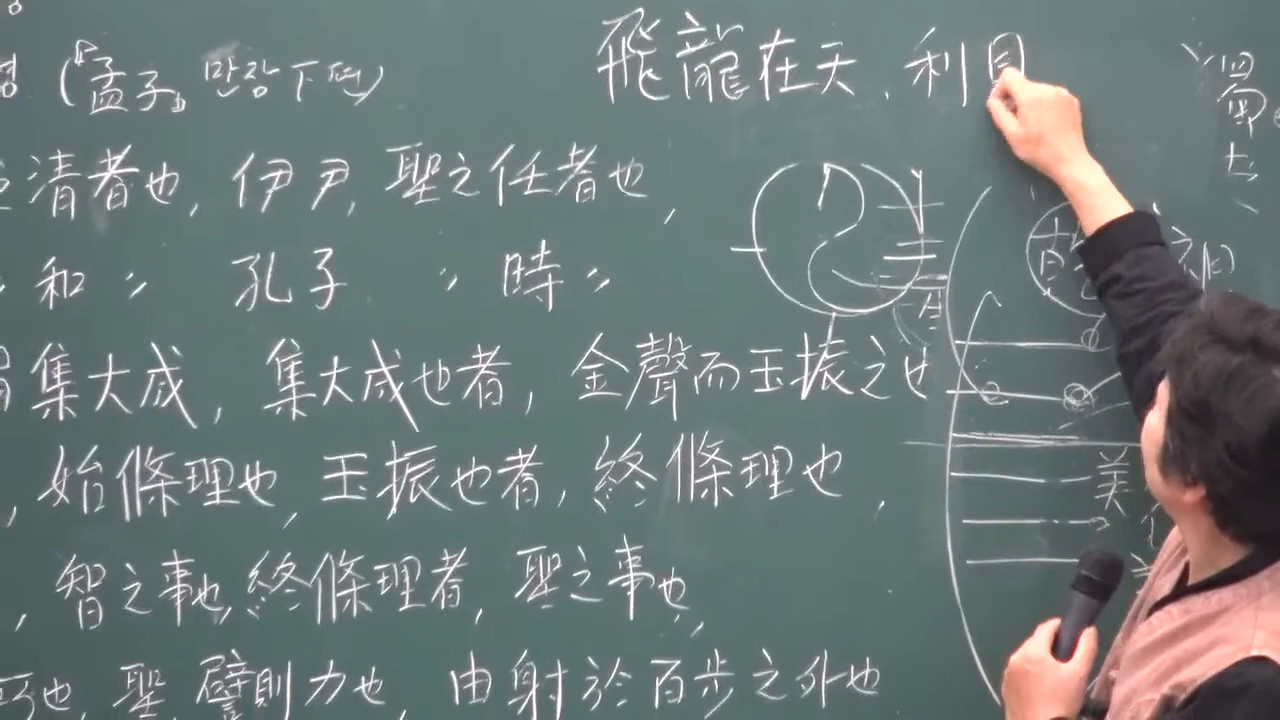 飛龍在天、利見
(『孟子』만장下편)
清者也, 伊尹, 聖之任者也,
和〃 孔子 〃時〃
集大成, 集大成也者, 金聲而玉振之也
, 始條理也, 玉振也者, 終條理也,
, 智之事也, 終條理者, 聖之事也,
巧也, 聖, 譬則力也, 由射於百步之外也
乾
美